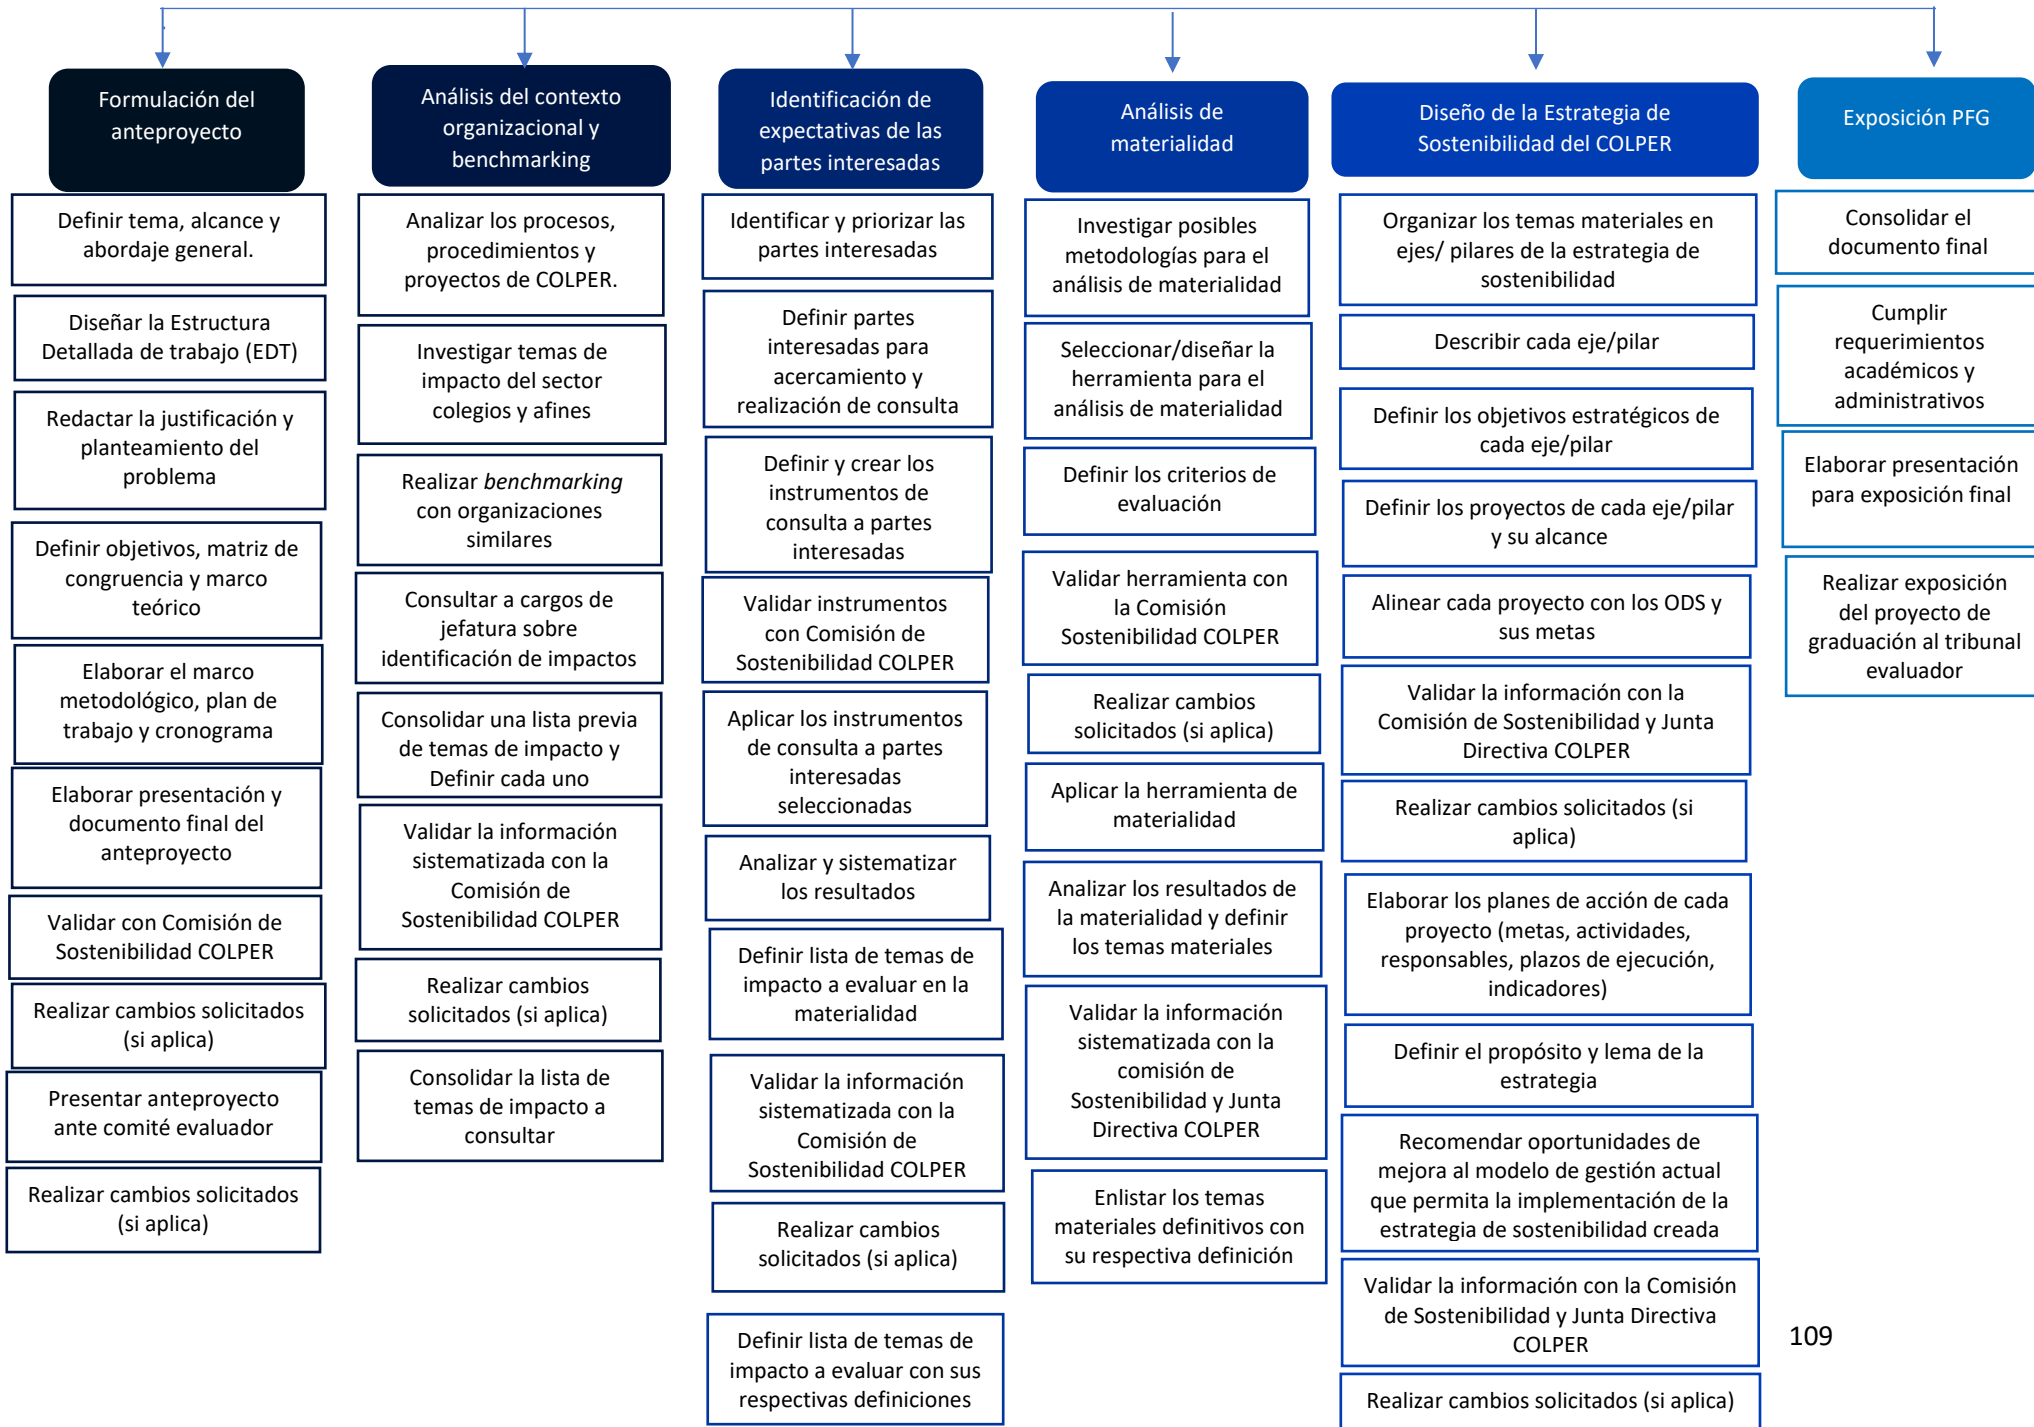 Formulación del
anteproyecto
Definir tema, alcance y
abordaje general.
Diseñar la Estructura
Detallada de trabajo (EDT)
Redactar la justificación y
planteamiento del
problema
Definir objetivos, matriz de
congruencia y marco
teórico
Elaborar el marco
metodológico, plan de
trabajo y cronograma
Elaborar presentación y
documento final del
anteproyecto
Validar con Comisión de
Sostenibilidad COLPER
Realizar cambios solicitados
(si aplica)
Presentar anteproyecto
ante comité evaluador
Realizar cambios solicitados
(si aplica)
Análisis del contexto
organizacional y
benchmarking
Analizar los procesos,
procedimientos y
proyectos de COLPER.
Investigar temas de
impacto del sector
colegios y afines
Realizar benchmarking
con organizaciones
similares
Consultar a cargos de
jefatura sobre
identificación de impactos
Consolidar una lista previa
de temas de impacto y
Definir cada uno
Validar la información
sistematizada con la
Comisión de
Sostenibilidad COLPER
Realizar cambios
solicitados (si aplica)
Consolidar la lista de
temas de impacto a
consultar
Identificación de
expectativas de las
partes interesadas
Identificar y priorizar las
partes interesadas
Definir partes
interesadas para
acercamiento y
realización de consulta
Definir y crear los
instrumentos de
consulta a partes
interesadas
Validar instrumentos
con Comisión de
Sostenibilidad COLPER
Aplicar los instrumentos
de consulta a partes
interesadas
seleccionadas
Analizar y sistematizar
los resultados
Definir lista de temas de
impacto a evaluar en la
materialidad
Validar la información
sistematizada con la
Comisión de
Sostenibilidad COLPER
Realizar cambios
solicitados (si aplica)
Definir lista de temas de
impacto a evaluar con sus
respectivas definiciones
Análisis de
materialidad
Investigar posibles
metodologías para el
análisis de materialidad
Seleccionar/diseñar la
herramienta para el
análisis de materialidad
Definir los criterios de
evaluación
Validar herramienta con
la Comisión
Sostenibilidad COLPER
Realizar cambios
solicitados (si aplica)
Aplicar la herramienta de
materialidad
Analizar los resultados de
la materialidad y definir
los temas materiales
Validar la información
sistematizada con la
comisión de
Sostenibilidad y Junta
Directiva COLPER
Enlistar los temas
materiales definitivos con
su respectiva definición
Diseño de la Estrategia de
Sostenibilidad del COLPER
Organizar los temas materiales en
ejes/ pilares de la estrategia de
sostenibilidad
Describir cada eje/pilar
Definir los objetivos estratégicos de
cada eje/pilar
Definir los proyectos de cada eje/pilar
y su alcance
Alinear cada proyecto con los ODS y
sus metas
Validar la información con la
Comisión de Sostenibilidad y Junta
Directiva COLPER
Realizar cambios solicitados (si
aplica)
Elaborar los planes de acción de cada
proyecto (metas, actividades,
responsables, plazos de ejecución,
indicadores)
Definir el propósito y lema de la
estrategia
Recomendar oportunidades de
mejora al modelo de gestión actual
que permita la implementación de la
estrategia de sostenibilidad creada
Validar la información con la Comisión
de Sostenibilidad y Junta Directiva
COLPER
Realizar cambios solicitados (si aplica)
Exposición PFG
Consolidar el
documento final
Cumplir
requerimientos
académicos y
administrativos
Elaborar presentación
para exposición final
Realizar exposición
del proyecto de
graduación al tribunal
evaluador
109